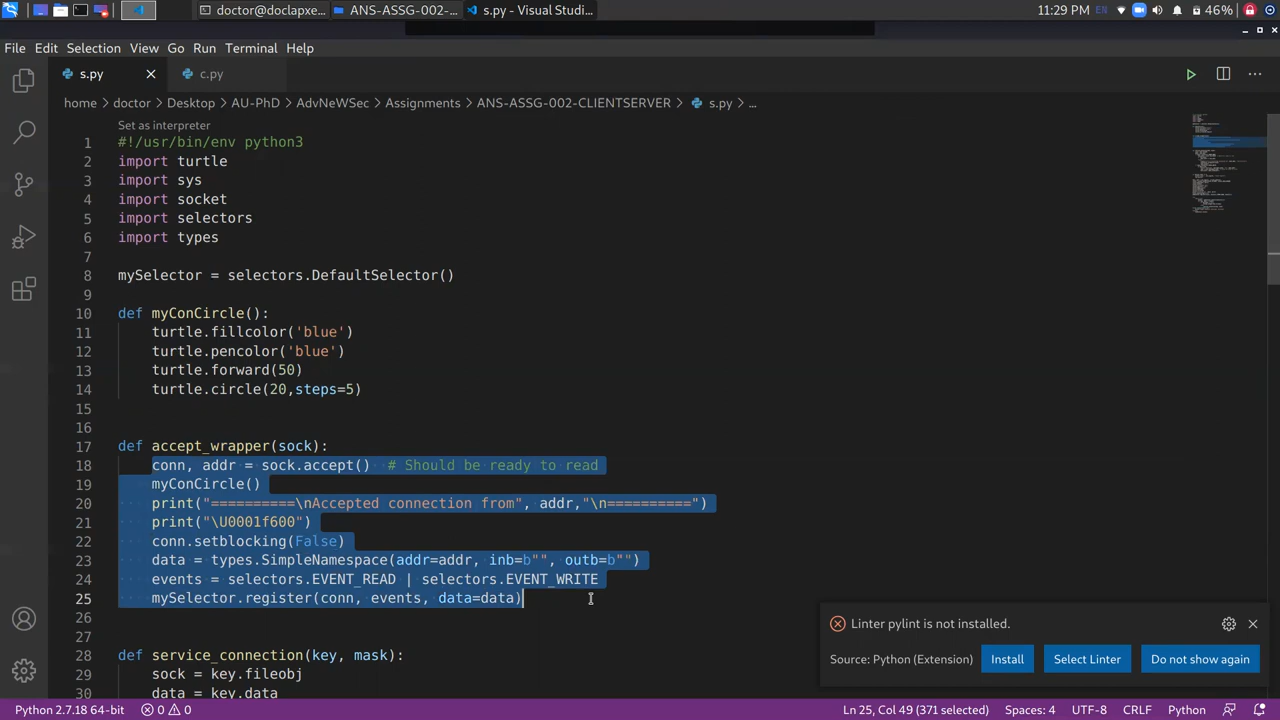 doctor@doclapxe...
ANS-ASSG-002-...
s.py - Visual Studi...
11:29 PM
EN
46%
File Edit Selection View Go Run Terminal Help
s.py
c.py
home > doctor > Desktop > AU-PhD > AdvNeWSec > Assignments > ANS-ASSG-002-CLIENTSERVER > s.py > ...
Set as interpreter
1 #!/usr/bin/env python3
2 import turtle
3 import sys
4 import socket
5 import selectors
6 import types
7
8 mySelector = selectors.DefaultSelector()
9
10 def myConCircle():
11 turtle.fillcolor('blue')
12 turtle.pencolor('blue')
13 turtle.forward(50)
14 turtle.circle(20,steps=5)
15
16
17 def accept_wrapper(sock):
18 conn, addr = sock.accept() # Should be ready to read
19 myConCircle()
20 print("==========\nAccepted connection from", addr,"\n==========")
21 print("\U0001f600")
22 conn.setblocking(False)
23 data = types.SimpleNamespace(addr=addr, inb=b"", outb=b"")
24 events = selectors.EVENT_READ | selectors.EVENT_WRITE
25 mySelector.register(conn, events, data=data)
26
27
28 def service_connection(key, mask):
29 sock = key.fileobj
30 data = key.data
Linter pylint is not installed.
Source: Python (Extension)
Install
Select Linter
Do not show again
Python 2.7.18 64-bit
0
0
Ln 25, Col 49 (371 selected)
Spaces: 4
UTF-8
CRLF
Python